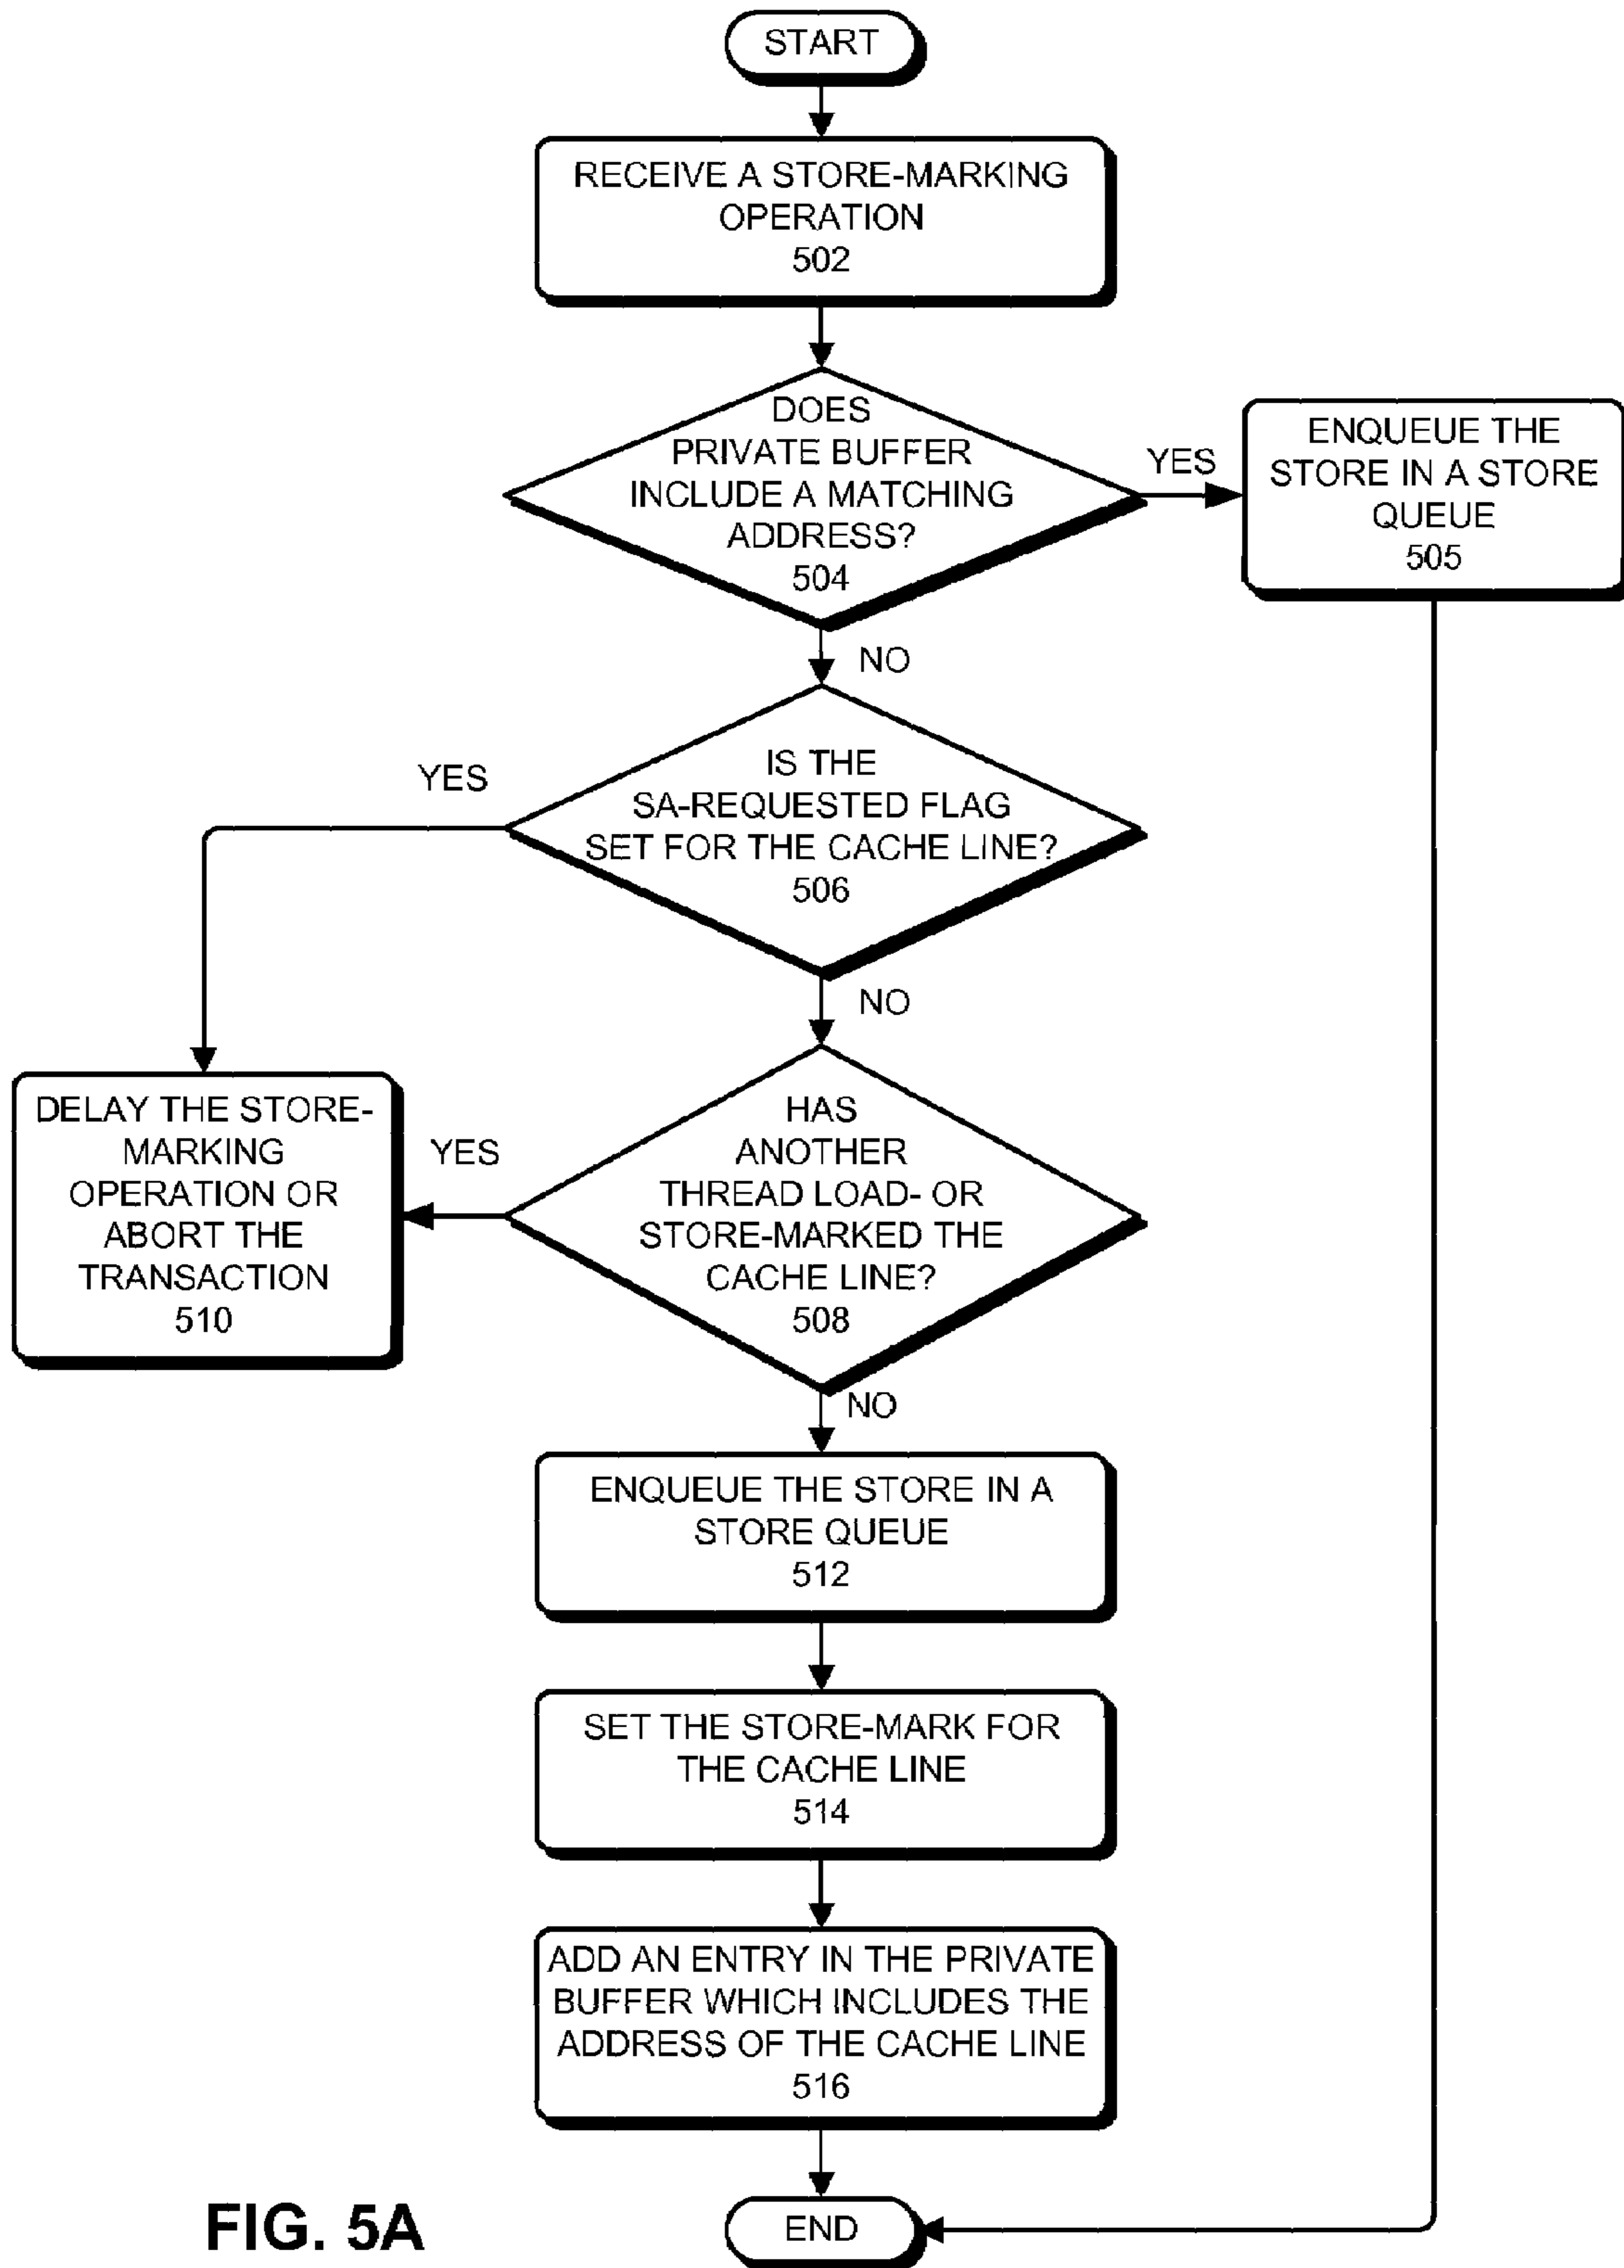 START
RECEIVE A STORE-MARKING
OPERATION
502
DOES
PRIVATE BUFFER
INCLUDE A MATCHING
ADDRESS?
504
YES
ENQUEUE THE
STORE IN A STORE
QUEUE
505
NO
IS THE
SA-REQUESTED FLAG
SET FOR THE CACHE LINE?
506
YES
NO
DELAY THE STORE-
MARKING
OPERATION OR
ABORT THE
TRANSACTION
510
YES
HAS
ANOTHER
THREAD LOAD- OR
STORE-MARKED THE
CACHE LINE?
508
NO
ENQUEUE THE STORE IN A
STORE QUEUE
512
SET THE STORE-MARK FOR
THE CACHE LINE
514
ADD AN ENTRY IN THE PRIVATE
BUFFER WHICH INCLUDES THE
ADDRESS OF THE CACHE LINE
516
END
FIG. 5A